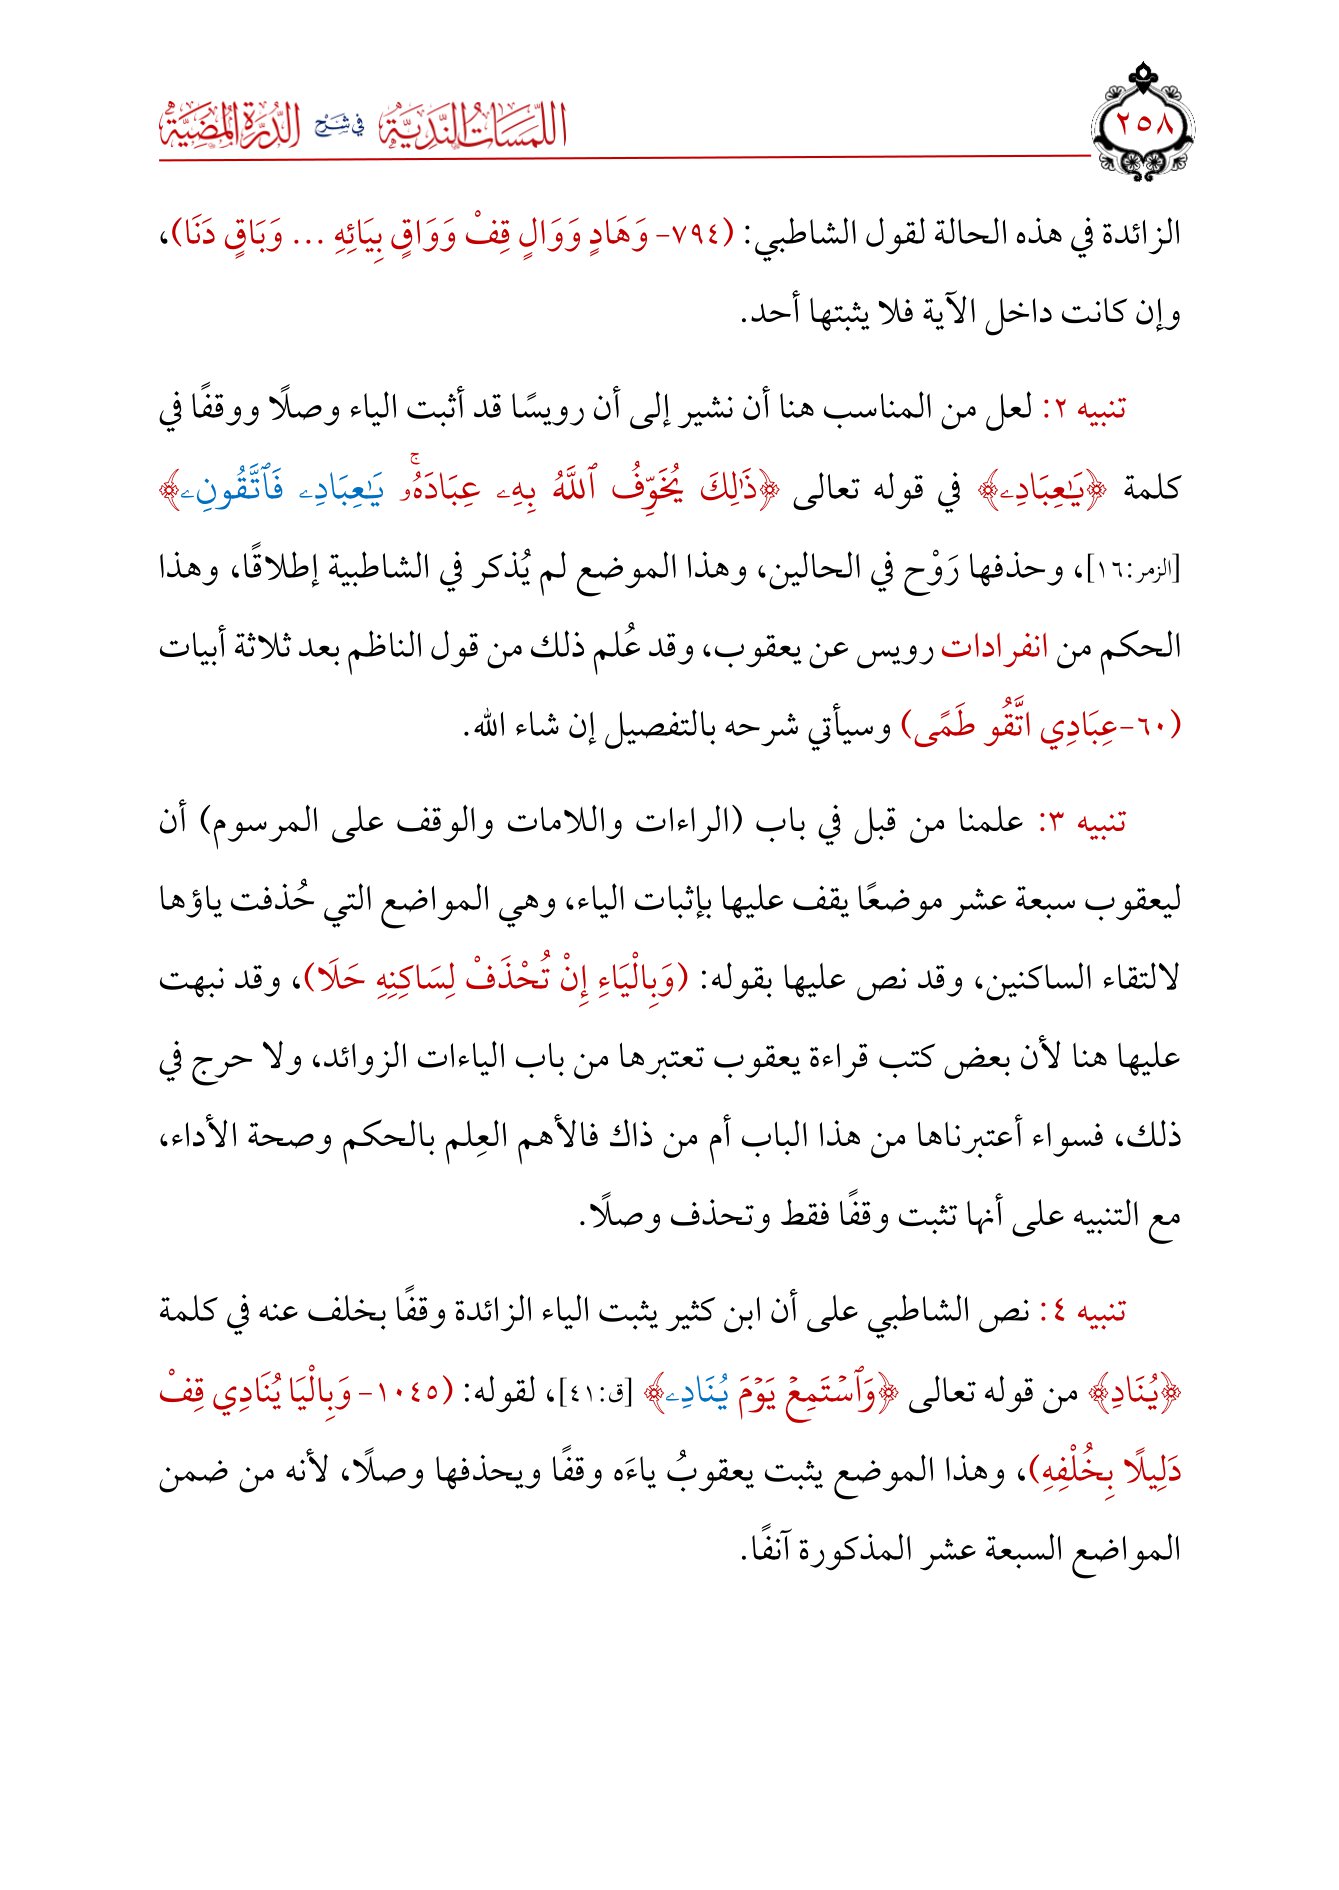 ٢٥٨
اللمسات الندية في شرح الدرة المضية
الزائدة في هذه الحالة لقول الشاطبي: (٧٩٤- وَهَادٍ وَوَالٍ قِفْ وَوَاقٍ بِيَائِهِ ... وَبَاقٍ دَنَا)،
وإن كانت داخل الآية فلا يثبتها أحد.
تنبيه ٢: لعل من المناسب هنا أن نشير إلى أن رويسًا قد أثبت الياء وصلًا ووقفًا في
كلمة ﴿يَٰعِبَادِۦ﴾ في قوله تعالى ﴿ذَٰلِكَ يُخَوِّفُ ٱللَّهُ بِهِۦ عِبَادَهُۥۚ يَٰعِبَادِۦ فَٱتَّقُونِۦ﴾
[الزمر:١٦]، وحذفها رَوْح في الحالين، وهذا الموضع لم يُذكر في الشاطبية إطلاقًا، وهذا
الحكم من انفرادات رويس عن يعقوب، وقد عُلم ذلك من قول الناظم بعد ثلاثة أبيات
(٦٠-عِبَادِي اتَّقُو طَمًى) وسيأتي شرحه بالتفصيل إن شاء الله.
تنبيه ٣: علمنا من قبل في باب (الراءات واللامات والوقف على المرسوم) أن
ليعقوب سبعة عشر موضعًا يقف عليها بإثبات الياء، وهي المواضع التي حُذفت ياؤها
لالتقاء الساكنين، وقد نص عليها بقوله: (وَبِالْيَاءِ إِنْ تُحْذَفْ لِسَاكِنِهِ حَلَا)، وقد نبهت
عليها هنا لأن بعض كتب قراءة يعقوب تعتبرها من باب الياءات الزوائد، ولا حرج في
ذلك، فسواء أعتبرناها من هذا الباب أم من ذاك فالأهم العِلم بالحكم وصحة الأداء،
مع التنبيه على أنها تثبت وقفًا فقط وتحذف وصلًا.
تنبيه ٤: نص الشاطبي على أن ابن كثير يثبت الياء الزائدة وقفًا بخلف عنه في كلمة
﴿يُنَادِ﴾ من قوله تعالى ﴿وَٱسۡتَمِعۡ يَوۡمَ يُنَادِۦ﴾ [ق:٤١]، لقوله: (١٠٤٥- وَبِالْيَا يُنَادِي قِفْ
دَلِيلًا بِخُلْفِهِ)، وهذا الموضع يثبت يعقوبُ ياءَه وقفًا ويحذفها وصلًا، لأنه من ضمن
المواضع السبعة عشر المذكورة آنفًا.